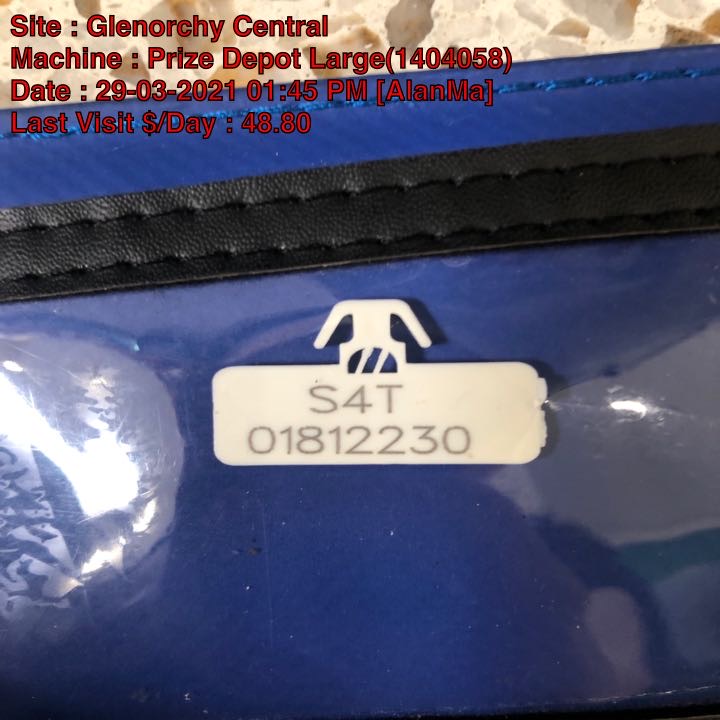 Site : Glenorchy Central
Machine : Prize Depot Large(1404058)
Date : 29-03-2021 01:45 PM [AlanMa]
Last Visit $/Day : 48.80
S4T
01812230